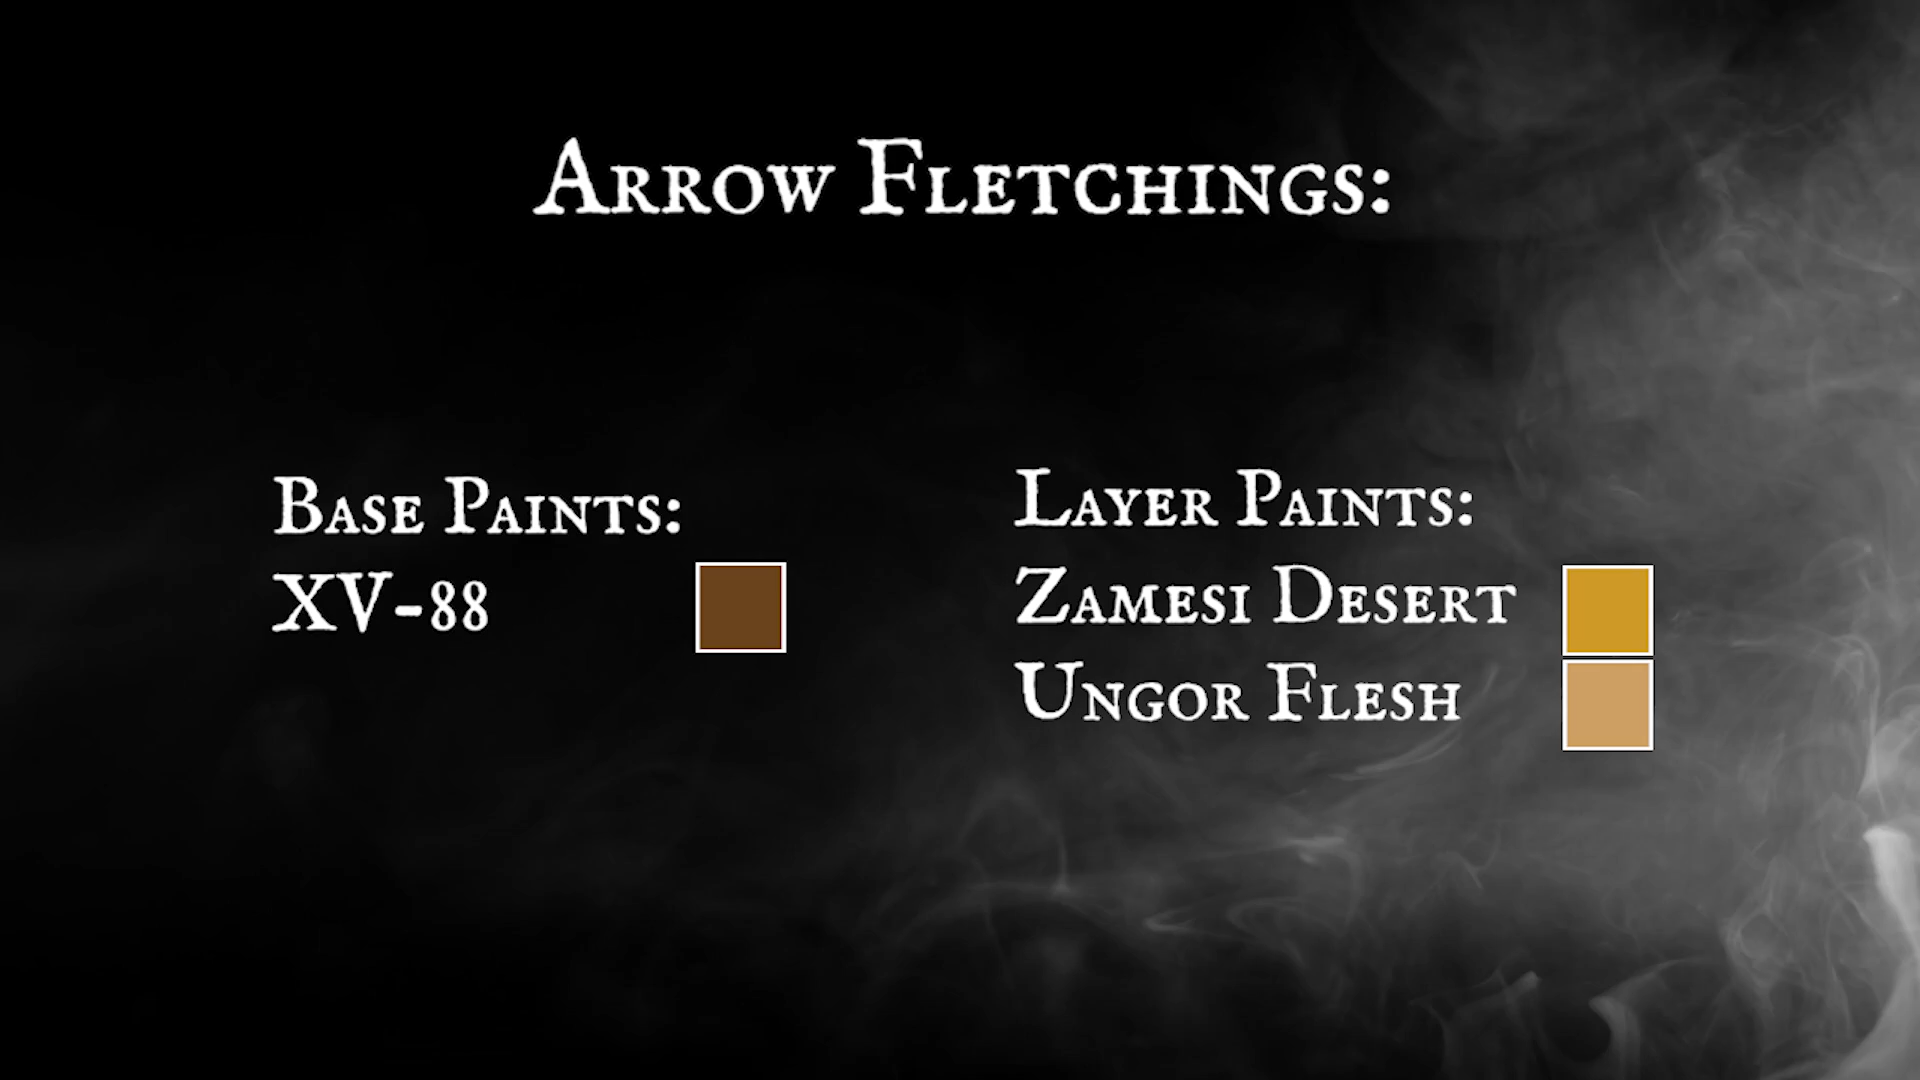 Arrow Fletchings:
Base Paints:
XV-88
Layer Paints:
Zamesi Desert
Ungor Flesh